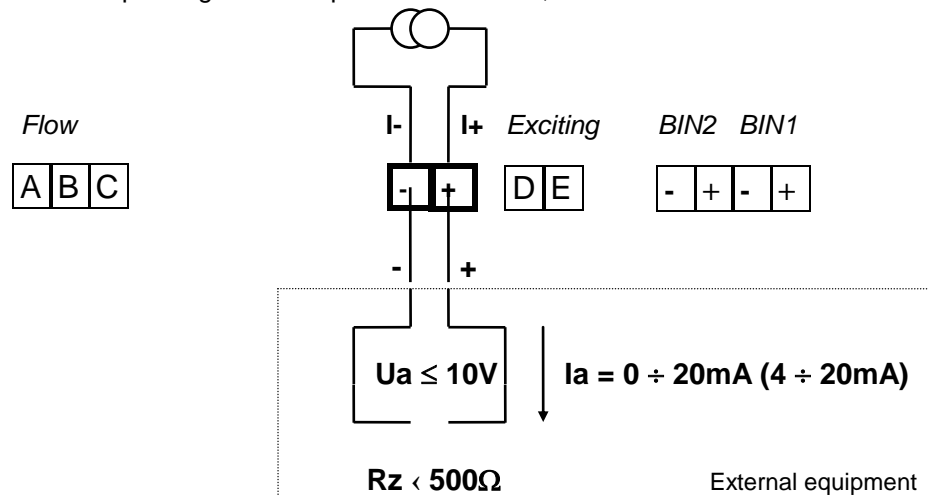 I- I+
Flow Exciting BIN2 BIN1
A B C - + D E - + - +
- +
Ua ≤ 10V Ia = 0 ÷ 20mA (4 ÷ 20mA)
Rz ‹ 500Ω External equipment